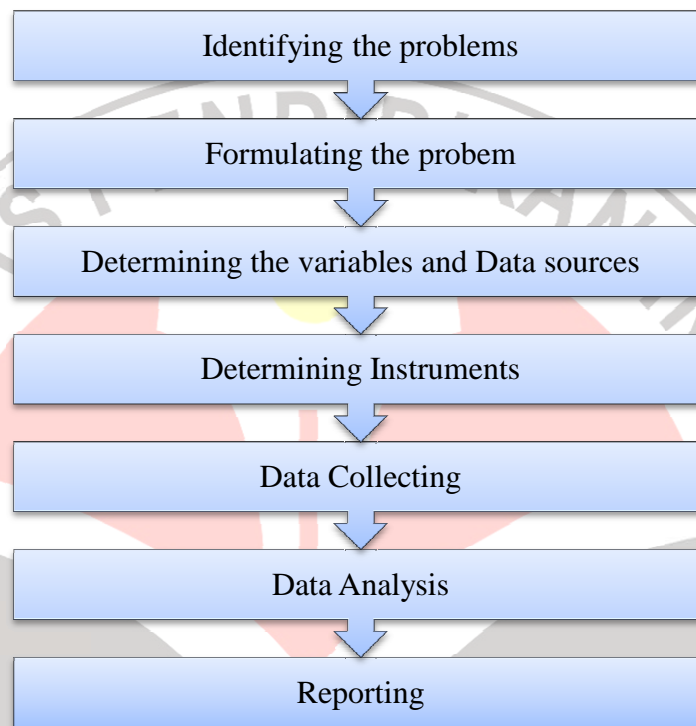 Identifying the problems
Formulating the probem
Determining the variables and Data sources
Determining Instruments
Data Collecting
Data Analysis
Reporting